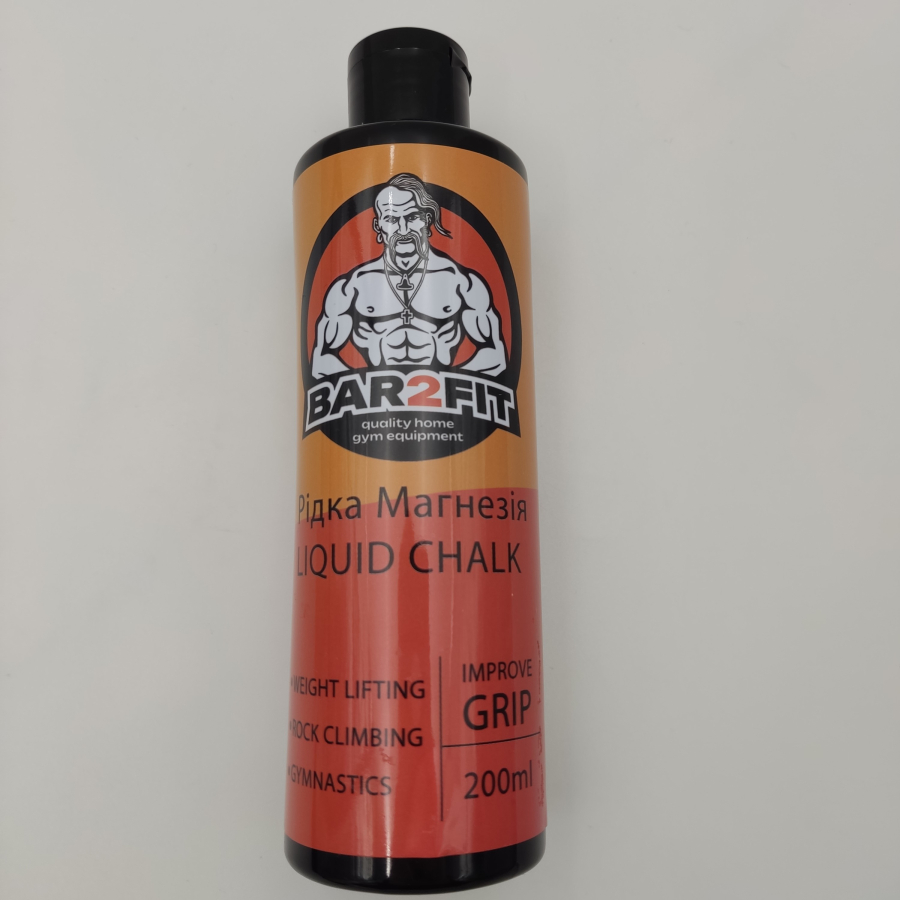 BAR2FIT
quality home
gym equipment
Рідка Магнезія
LIQUID CHALK
WEIGHT LIFTING
ROCK CLIMBING
GYMNASTICS
IMPROVE
GRIP
200ml